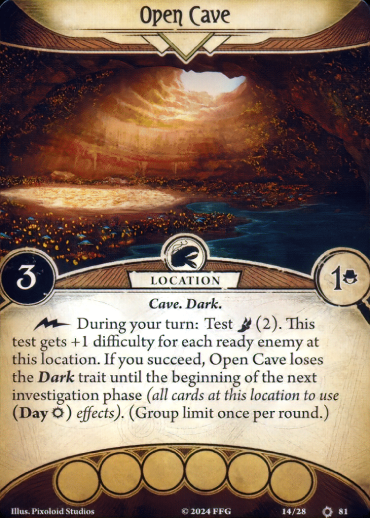 Open Cave
3
LOCATION
1
Cave. Dark.
During your turn: Test (2). This
test gets +1 difficulty for each ready enemy at
this location. If you succeed, Open Cave loses
the Dark trait until the beginning of the next
investigation phase (all cards at this location to use
(Day) effects). (Group limit once per round.)
Illus. Pixoloid Studios © 2024 FFG 14/28 81